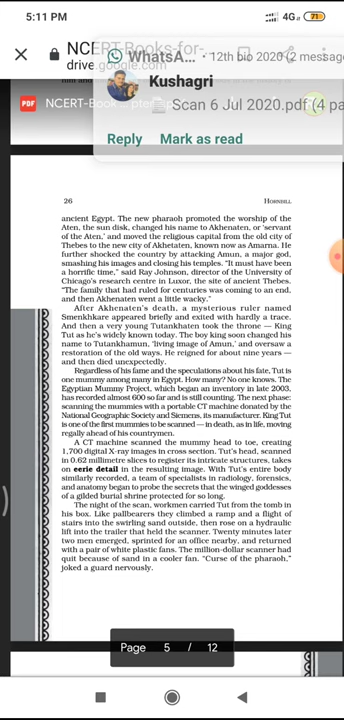 5:11 PM
4G
71
NCERT-Books-for-
drive.google.com
WhatsA... • 12th bio 2020 (2 messag
Kushagri
Scan 6 Jul 2020.pdf (4 pa
PDF NCERT-Book
Reply Mark as read
26 HORNBILL
ancient Egypt. The new pharaoh promoted the worship of the
Aten, the sun disk, changed his name to Akhenaten, or 'servant
of the Aten,' and moved the religious capital from the old city of
Thebes to the new city of Akhetaten, known now as Amarna. He
further shocked the country by attacking Amun, a major god,
smashing his images and closing his temples. "It must have been
a horrific time," said Ray Johnson, director of the University of
Chicago's research centre in Luxor, the site of ancient Thebes.
"The family that had ruled for centuries was coming to an end,
and then Akhenaten went a little wacky."
After Akhenaten's death, a mysterious ruler named
Smenkhkare appeared briefly and exited with hardly a trace.
And then a very young Tutankhaten took the throne — King
Tut as he's widely known today. The boy king soon changed his
name to Tutankhamun, 'living image of Amun,' and oversaw a
restoration of the old ways. He reigned for about nine years —
and then died unexpectedly.
Regardless of his fame and the speculations about his fate, Tut is
one mummy among many in Egypt. How many? No one knows. The
Egyptian Mummy Project, which began an inventory in late 2003,
has recorded almost 600 so far and is still counting. The next phase:
scanning the mummies with a portable CT machine donated by the
National Geographic Society and Siemens, its manufacturer. King Tut
is one of the first mummies to be scanned — in death, as in life, moving
regally ahead of his countrymen.
A CT machine scanned the mummy head to toe, creating
1,700 digital X-ray images in cross section. Tut's head, scanned
in 0.62 millimetre slices to register its intricate structures, takes
on eerie detail in the resulting image. With Tut's entire body
similarly recorded, a team of specialists in radiology, forensics,
and anatomy began to probe the secrets that the winged goddesses
of a gilded burial shrine protected for so long.
The night of the scan, workmen carried Tut from the tomb in
his box. Like pallbearers they climbed a ramp and a flight of
stairs into the swirling sand outside, then rose on a hydraulic
lift into the trailer that held the scanner. Twenty minutes later
two men emerged, sprinted for an office nearby, and returned
with a pair of white plastic fans. The million-dollar scanner had
quit because of sand in a cooler fan. "Curse of the pharaoh,"
joked a guard nervously.
Page 5 / 12